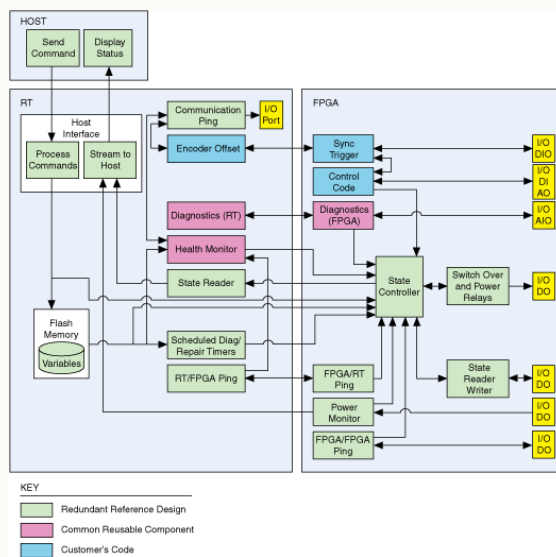 HOST
Send
Command
Display
Status
RT
Host
Interface
Process
Commands
Stream to
Host
Communication
Ping
I/O
Port
Encoder Offset
Diagnostics (RT)
Health Monitor
State Reader
Flash
Memory
Variables
Scheduled Diag/
Repair Timers
RT/FPGA Ping
FPGA
Sync
Trigger
I/O
DIO
Control
Code
I/O
DI
AO
Diagnostics
(FPGA)
I/O
AIO
State
Controller
Switch Over
and Power
Relays
I/O
DO
FPGA/RT
Ping
State
Reader
Writer
I/O
DO
Power
Monitor
I/O
DO
FPGA/FPGA
Ping
I/O
DO
KEY
Redundant Reference Design
Common Reusable Component
Customer's Code